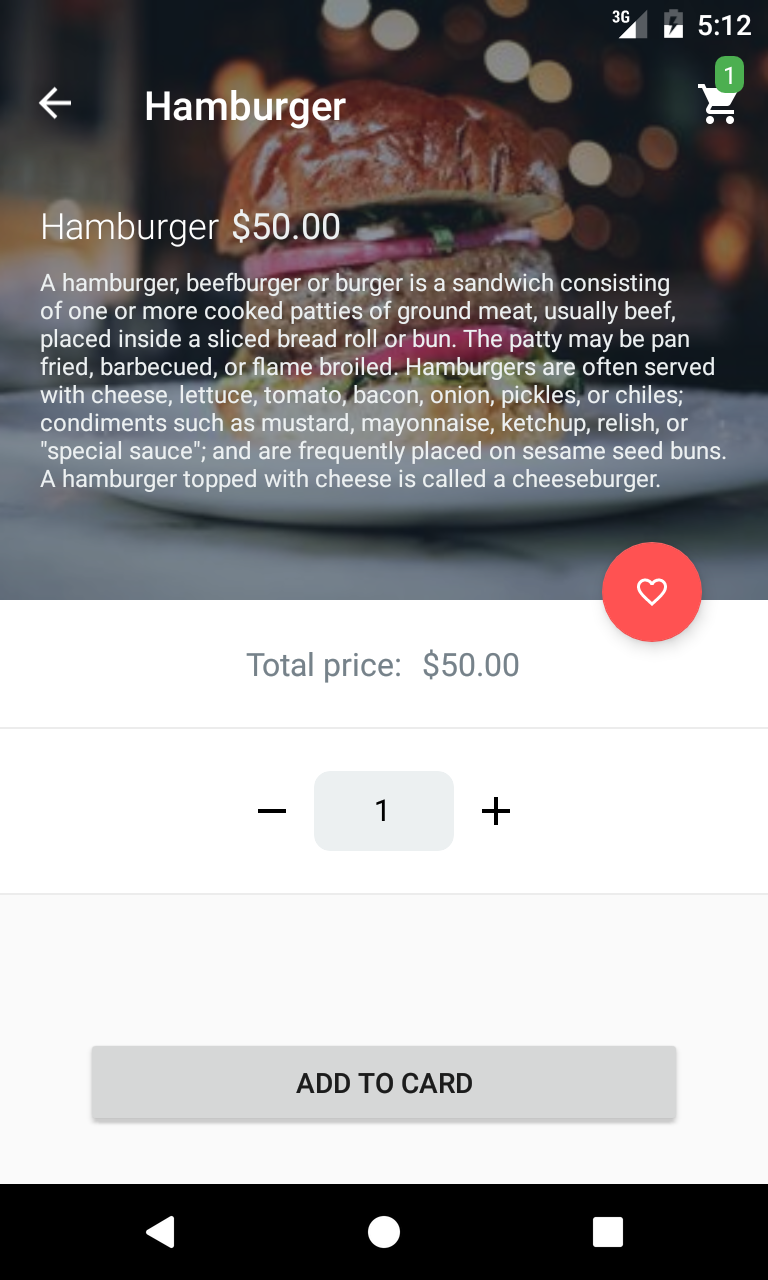 3G 5:12
1
Hamburger
Hamburger $50.00
A hamburger, beefburger or burger is a sandwich consisting
of one or more cooked patties of ground meat, usually beef,
placed inside a sliced bread roll or bun. The patty may be pan
fried, barbecued, or flame broiled. Hamburgers are often served
with cheese, lettuce, tomato, bacon, onion, pickles, or chiles;
condiments such as mustard, mayonnaise, ketchup, relish, or
"special sauce"; and are frequently placed on sesame seed buns.
A hamburger topped with cheese is called a cheeseburger.
Total price: $50.00
1
ADD TO CARD